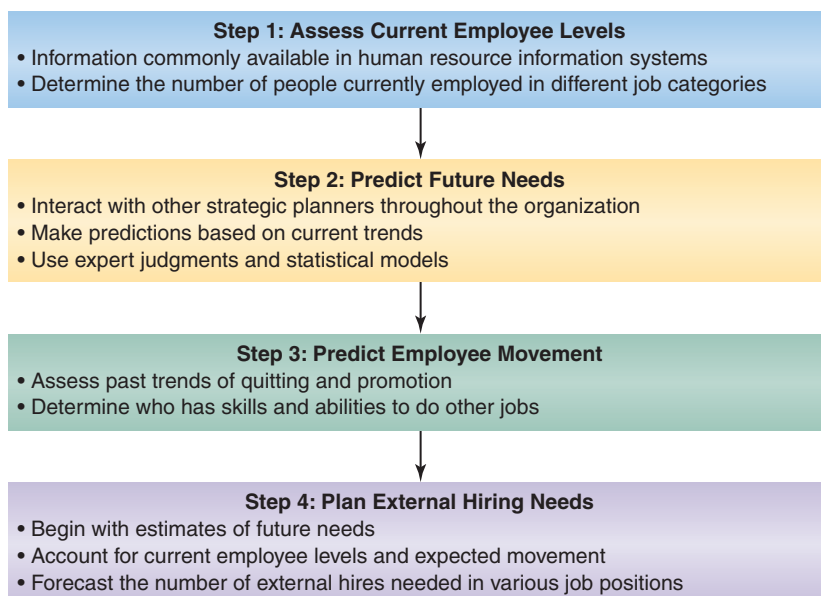 Step 1: Assess Current Employee Levels
• Information commonly available in human resource information systems
• Determine the number of people currently employed in different job categories
Step 2: Predict Future Needs
• Interact with other strategic planners throughout the organization
• Make predictions based on current trends
• Use expert judgments and statistical models
Step 3: Predict Employee Movement
• Assess past trends of quitting and promotion
• Determine who has skills and abilities to do other jobs
Step 4: Plan External Hiring Needs
• Begin with estimates of future needs
• Account for current employee levels and expected movement
• Forecast the number of external hires needed in various job positions